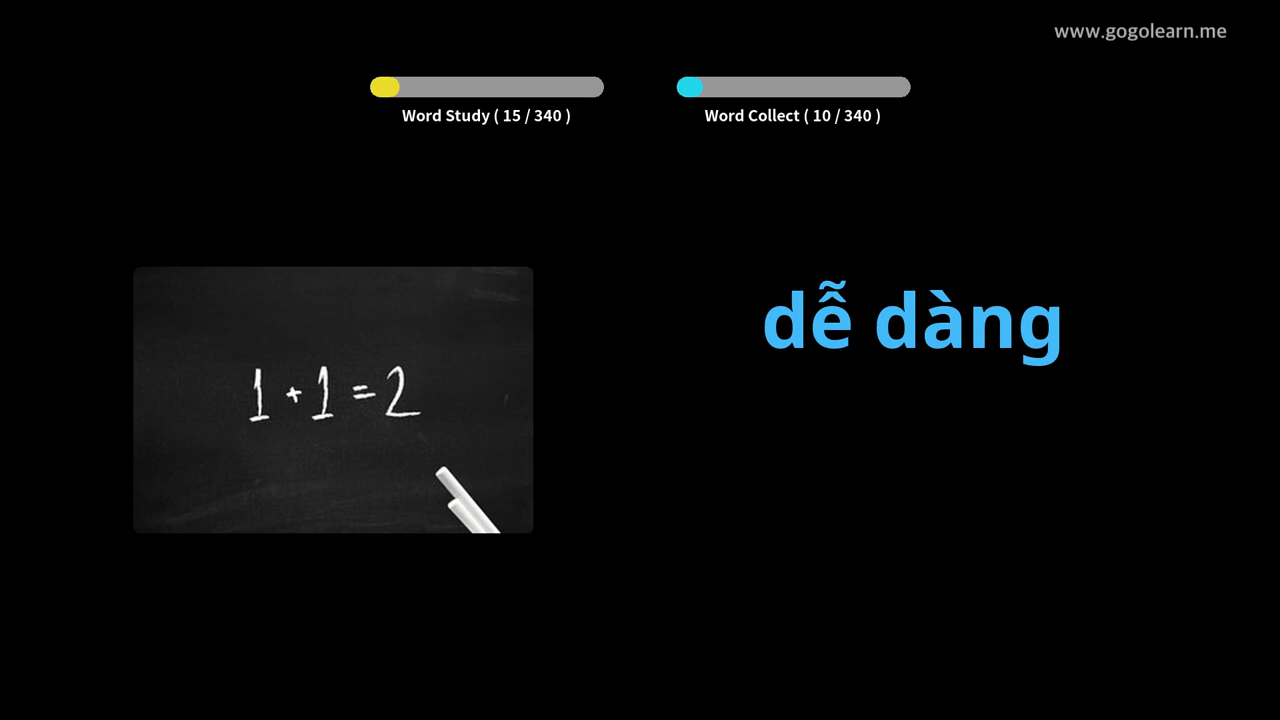 www.gogolearn.me
Word Study ( 15 / 340 )
Word Collect ( 10 / 340 )
1 + 1 = 2
dễ dàng